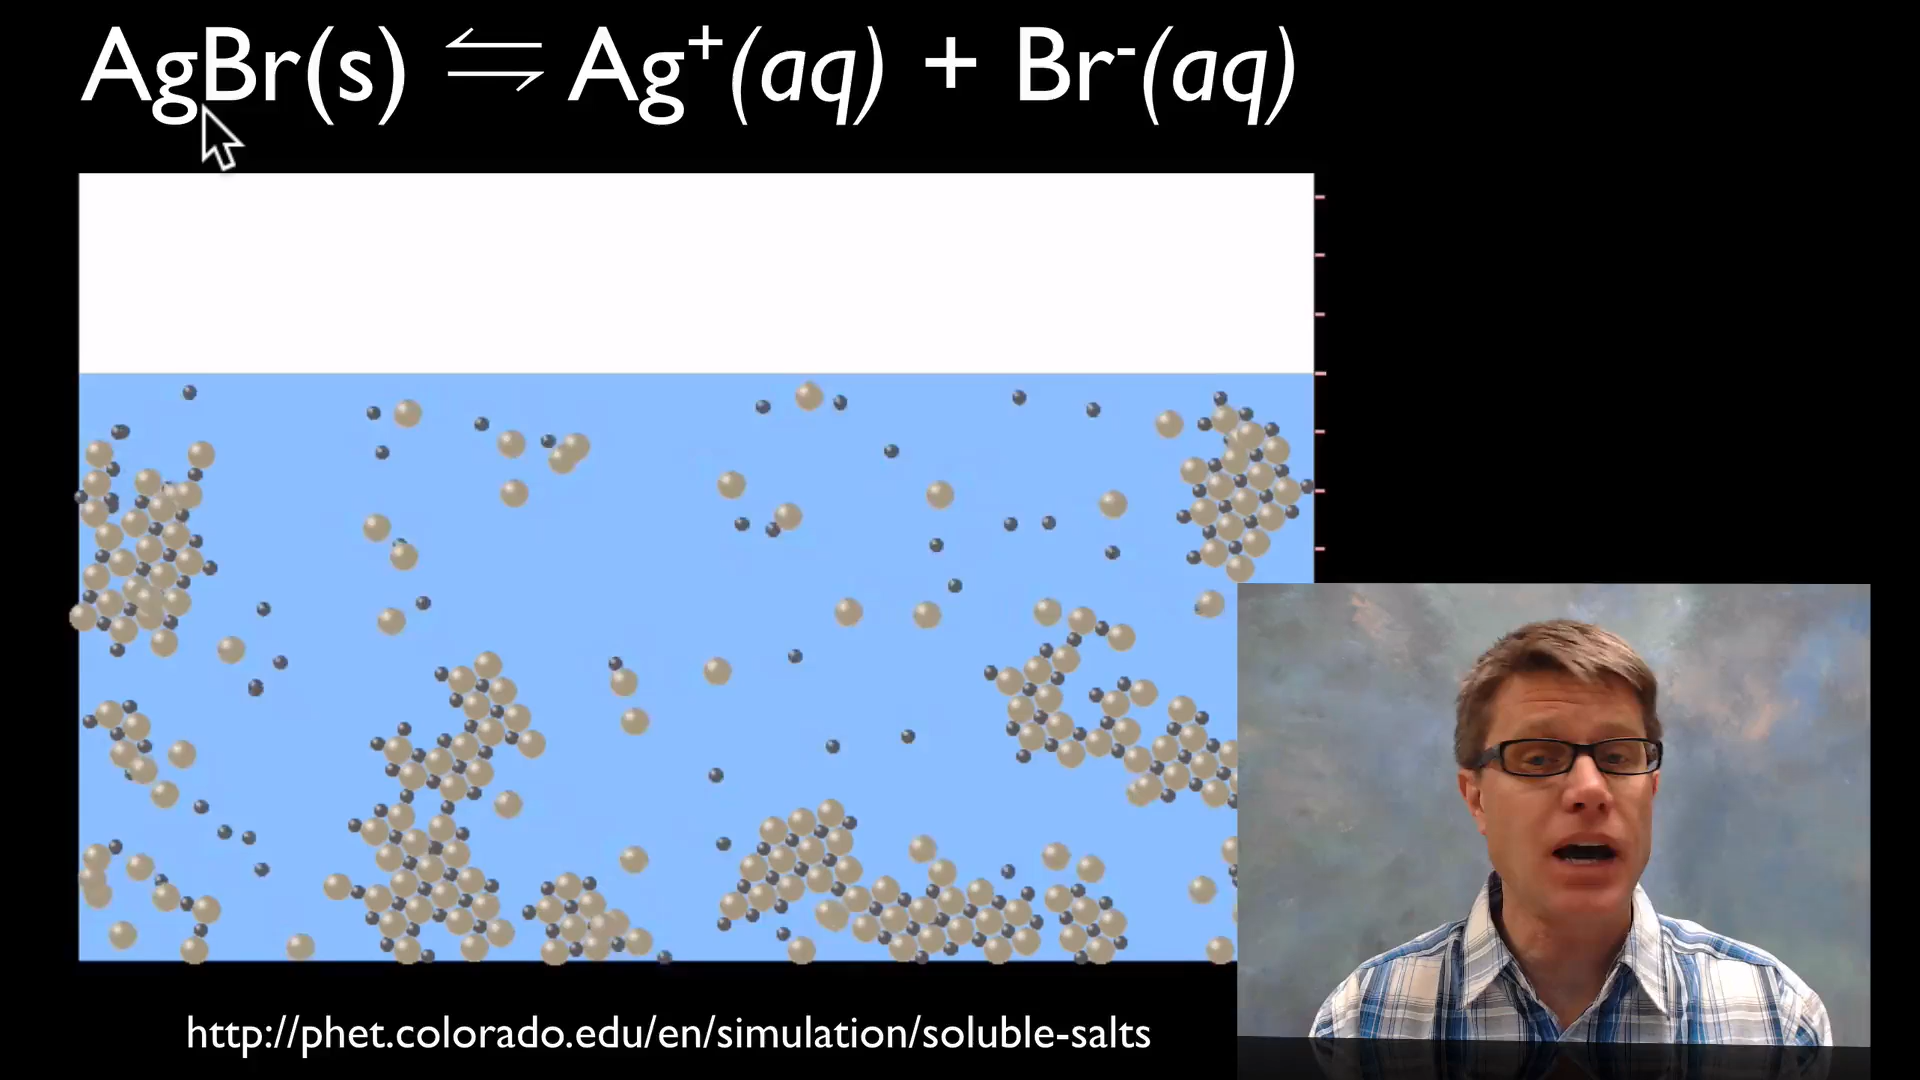 AgBr(s) ⇌ Ag⁺(aq) + Br⁻(aq)
http://phet.colorado.edu/en/simulation/soluble-salts